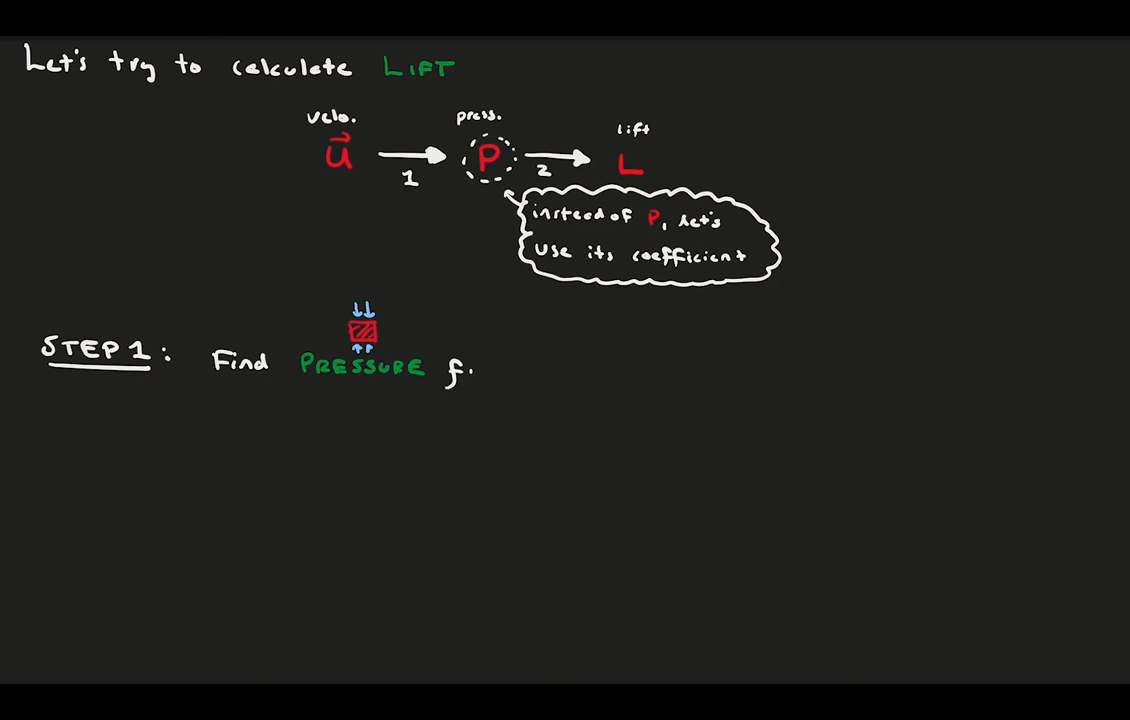 Let's try to calculate LIFT
velo. press. lift
u P L
1 2
instead of P, let's
use its coefficient
STEP 1: Find PRESSURE f